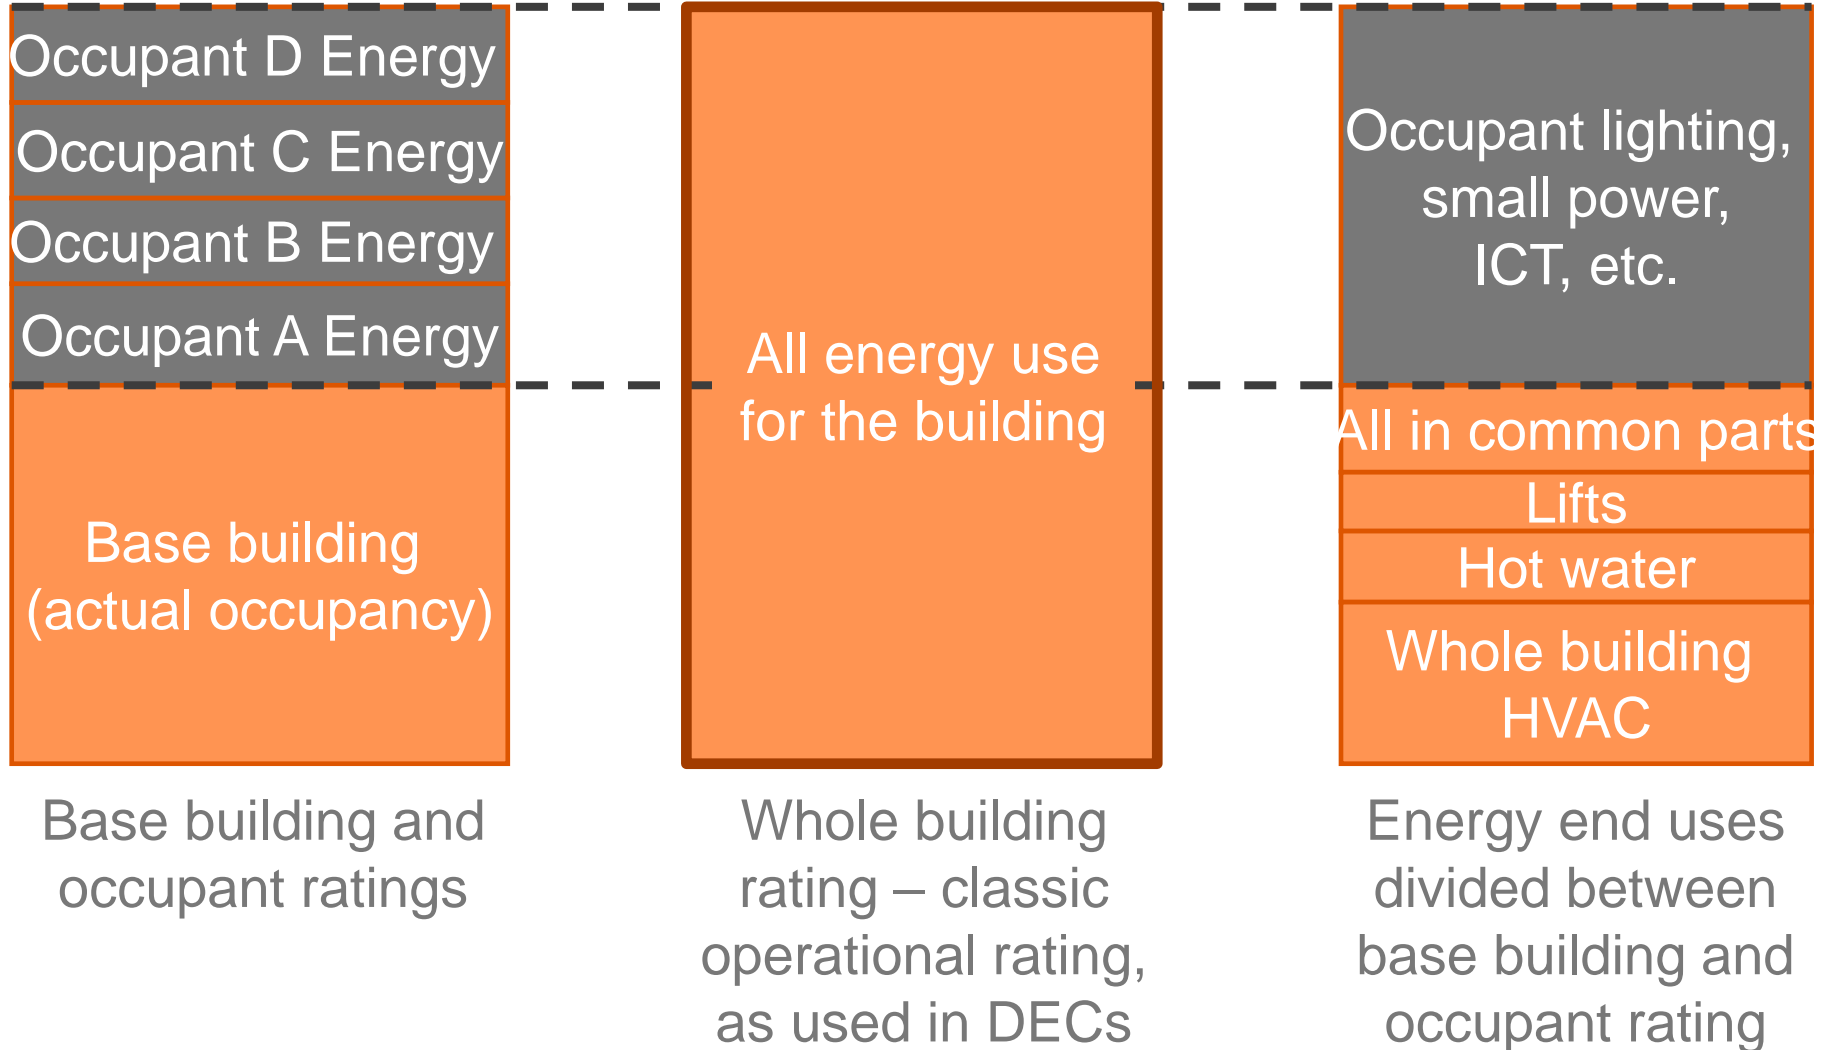 Occupant D Energy
Occupant C Energy
Occupant B Energy
Occupant A Energy
Base building
(actual occupancy)
Base building and
occupant ratings
All energy use
for the building
Whole building
rating – classic
operational rating,
as used in DECs
Occupant lighting,
small power,
ICT, etc.
All in common parts
Lifts
Hot water
Whole building
HVAC
Energy end uses
divided between
base building and
occupant rating